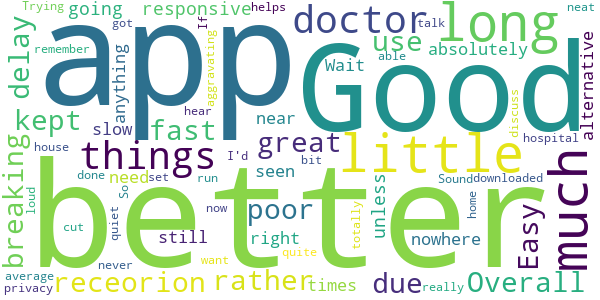 Trying
going
responsive
If
helps
neat
remember
got
doctor
talk
long
delay
app
anything
aggravating
use
absolutely
Wait
able
Good
alternative
kept
slow
fast
near
hear
discuss
hospital
breaking
house
things
I'd
great
bit
little
much
done
need
set
run
seen
unless
Sound
downloaded
So
loud
better
quiet
now
poor
home
Easy
cut
still
right
totally
nowhere
never
want
quite
average
privacy
receorion
rather
times
due
really
Overall